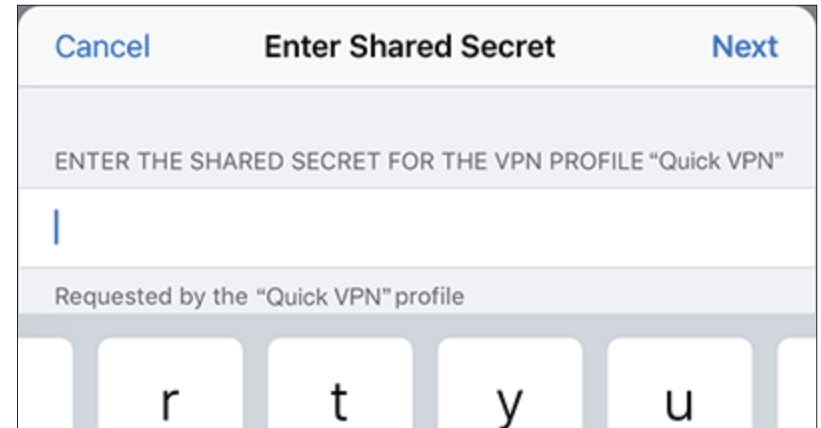 Cancel Enter Shared Secret Next
ENTER THE SHARED SECRET FOR THE VPN PROFILE “Quick VPN”
Requested by the “Quick VPN” profile
r t y u